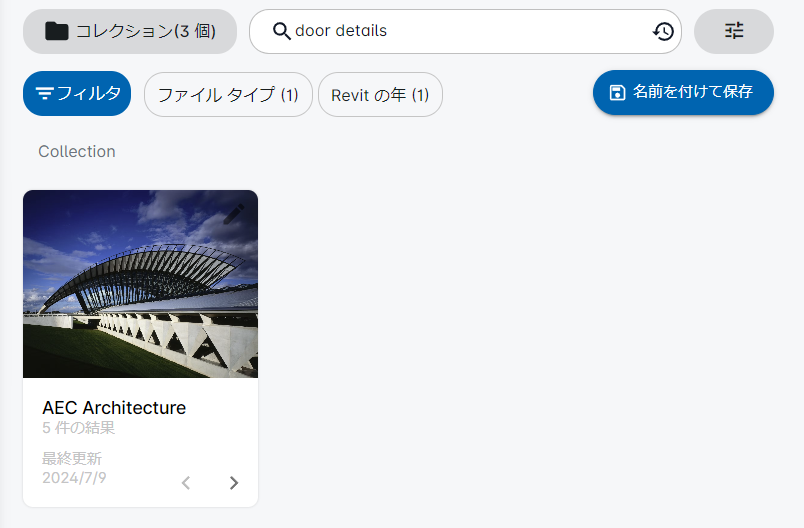 コレクション(3 個)
door details
フィルタ
ファイル タイプ (1)
Revit の年 (1)
名前を付けて保存
Collection
AEC Architecture
5 件の結果
最終更新
2024/7/9